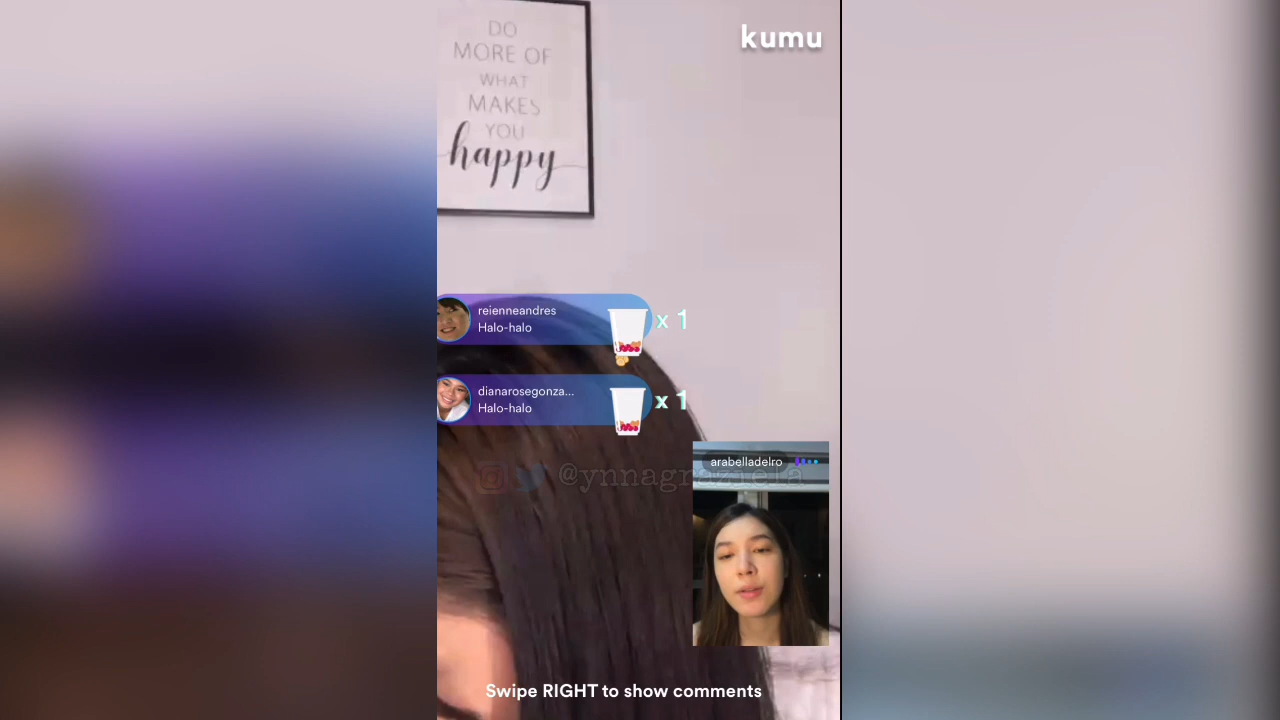 kumu
DO
MORE OF
WHAT
MAKES
YOU
happy
reienneandres
Halo-halo
x 1
dianarosegonza...
Halo-halo
x 1
arabelladelro
@ynnagraziela
Swipe RIGHT to show comments